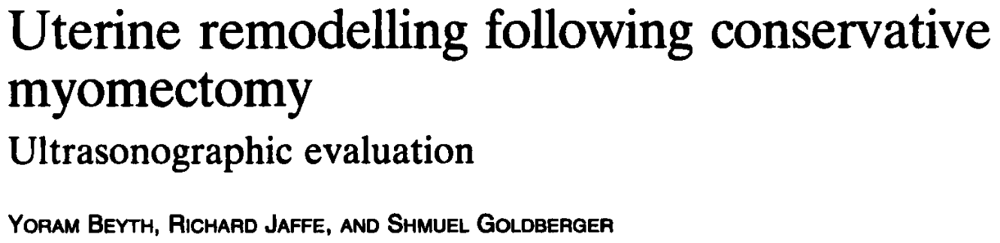 Uterine remodelling following conservative
myomectomy
Ultrasonographic evaluation
YORAM BEYTH, RICHARD JAFFE, AND SHMUEL GOLDBERGER